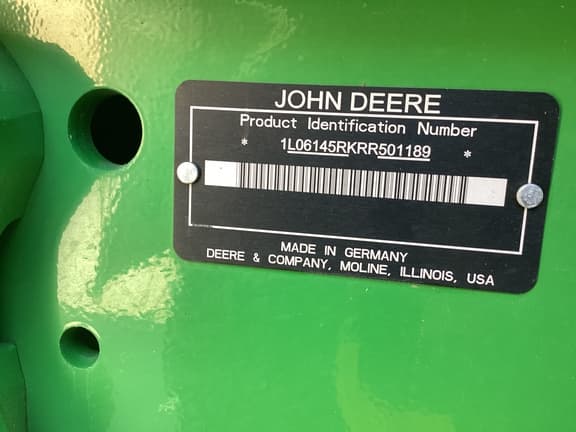 JOHN DEERE
Product Identification Number
* 1L06145RKRR501189 *
MADE IN GERMANY
DEERE & COMPANY, MOLINE, ILLINOIS, USA